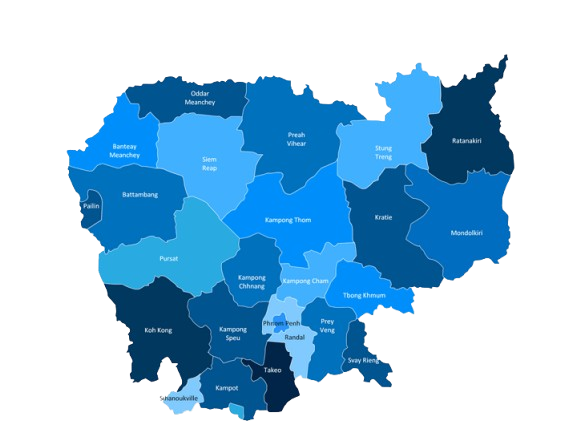 Oddar
Meanchey
Banteay
Meanchey
Siem
Reap
Preah
Vihear
Stung
Treng
Ratanakiri
Battambang
Pailin
Kampong Thom
Kratie
Mondolkiri
Pursat
Kampong
Chhnang
Kampong Cham
Tbong Khmum
Koh Kong
Kampong
Speu
Phnom Penh
Randal
Prey
Veng
Svay Rieng
Takeo
Kampot
Sihanoukville